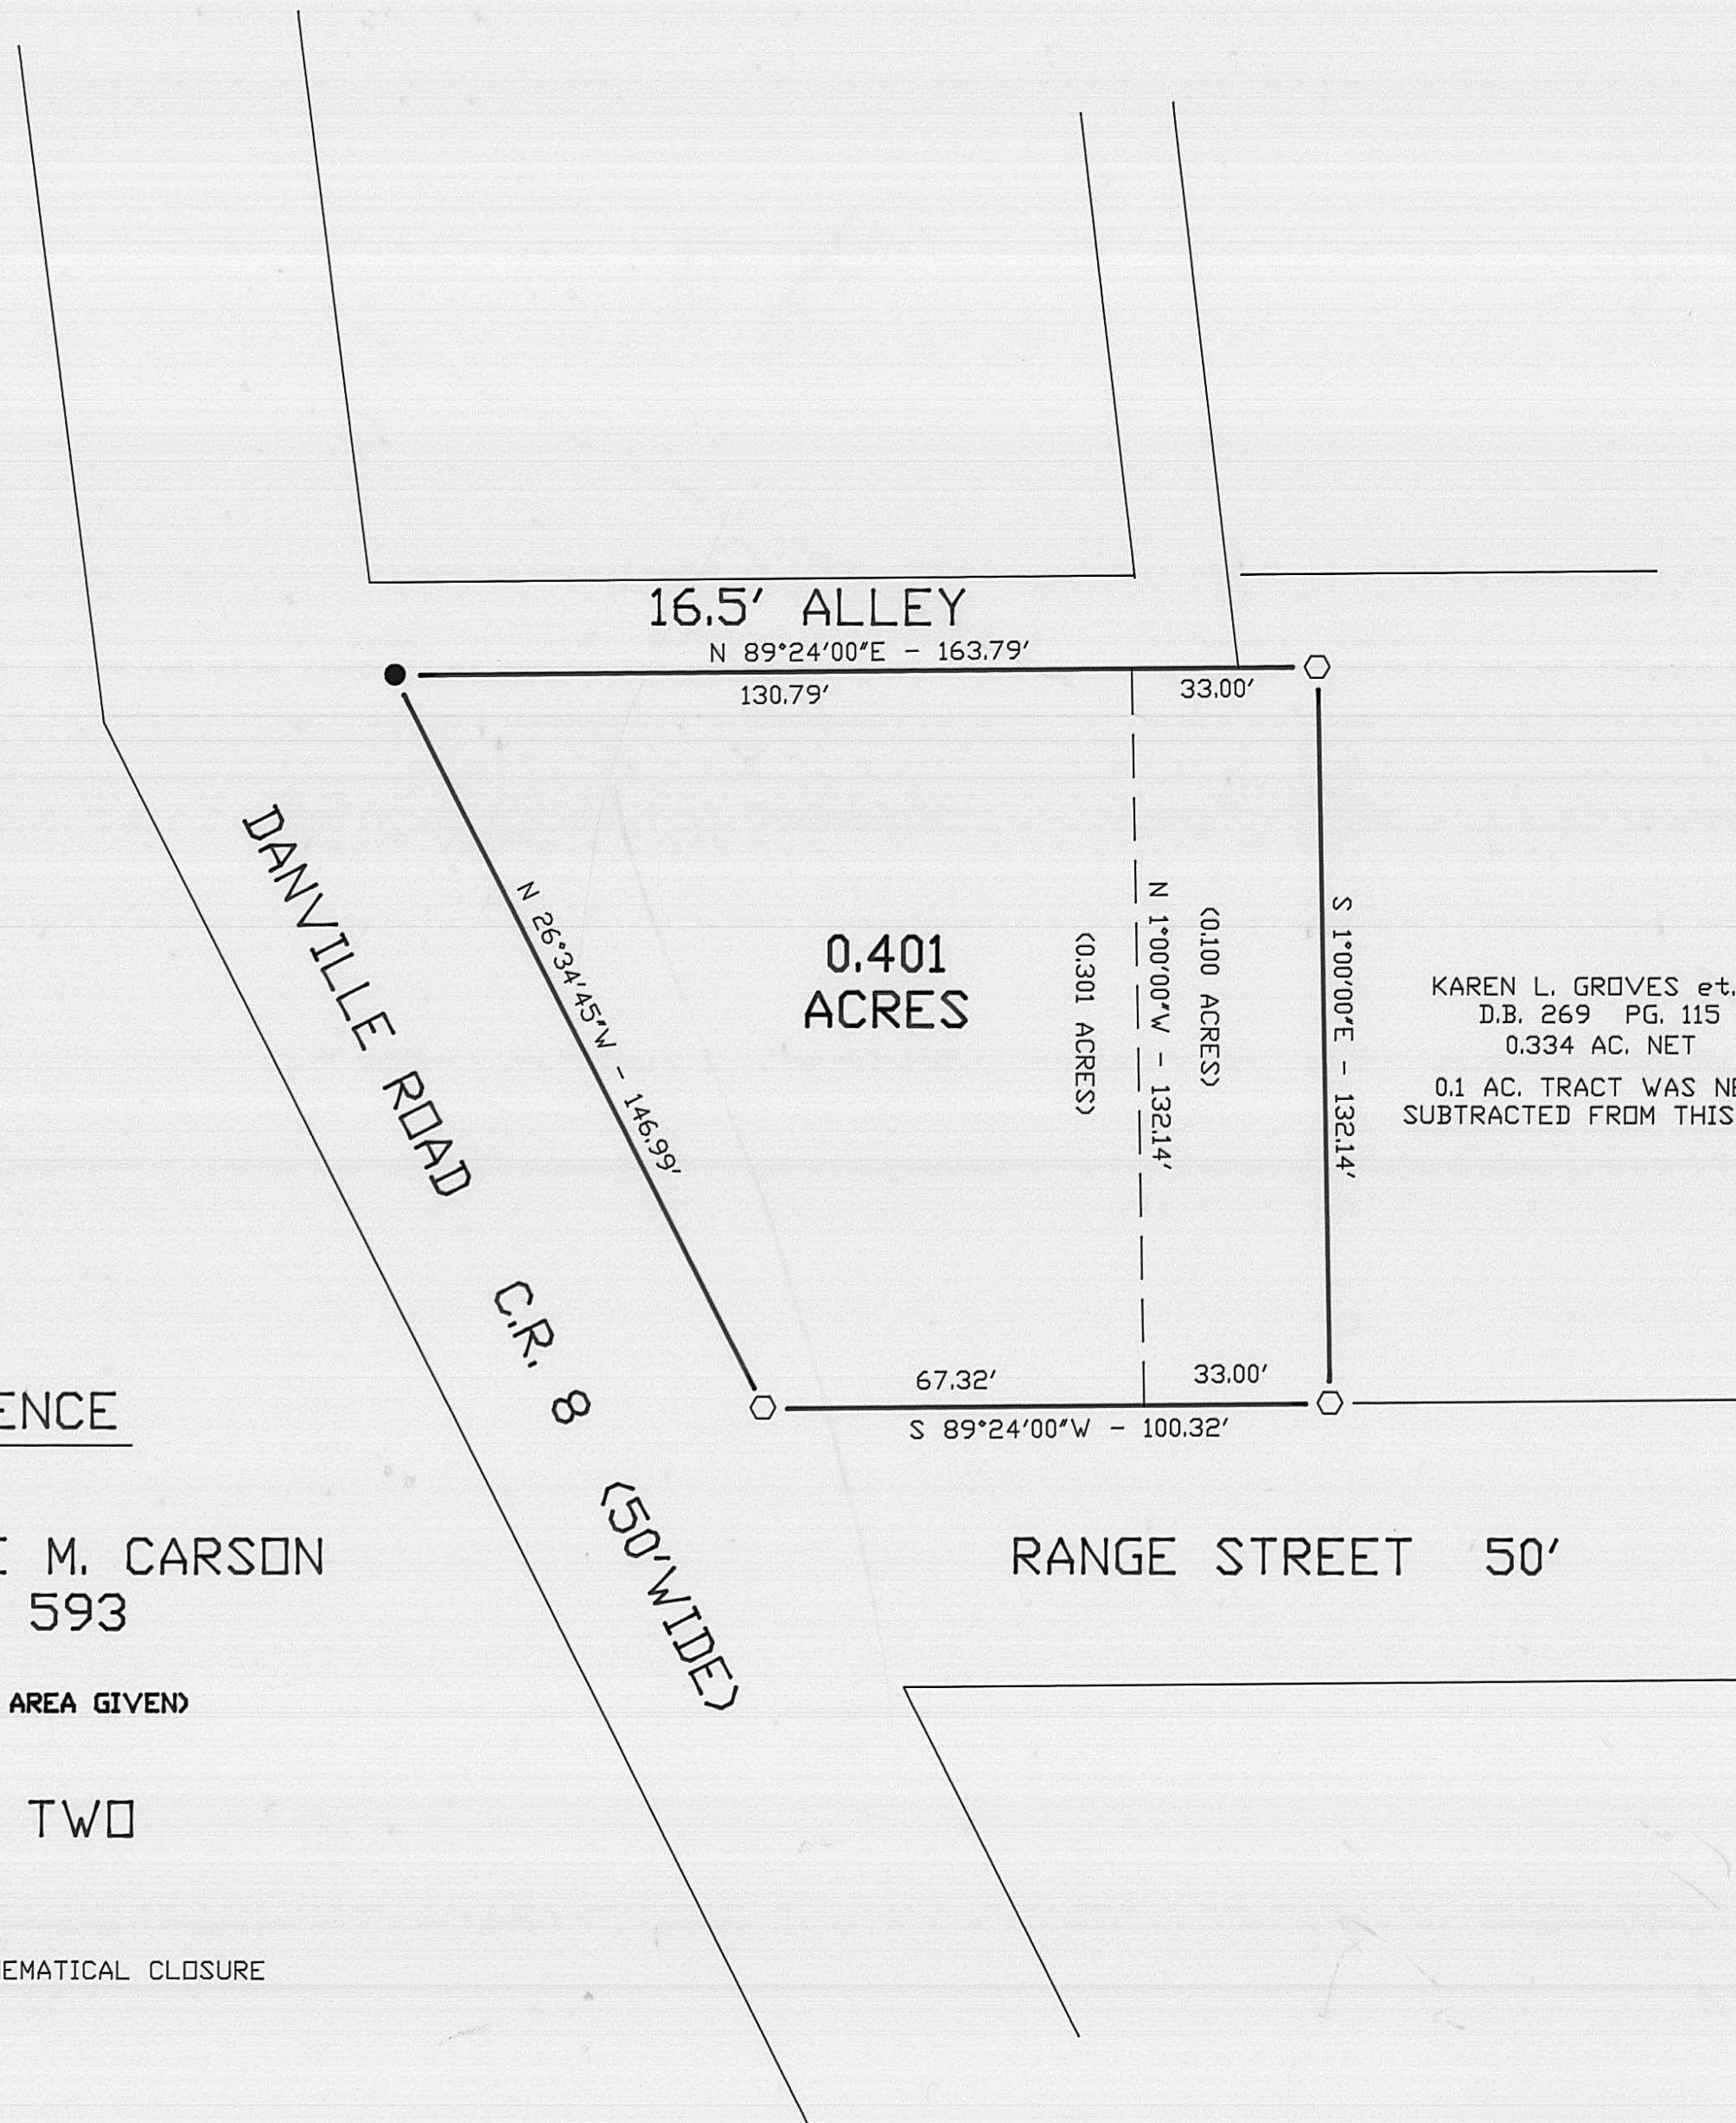 16.5' ALLEY
N 89°24'00"E - 163.79'
130.79'
33.00'
DANVILLE ROAD C.R. 8 (50'WIDE)
N 26°34'45"W - 146.99'
0.401
ACRES
(0.301 ACRES)
N 1°00'00"W - 132.14'
(0.100 ACRES)
S 1°00'00"E - 132.14'
KAREN L. GROVES et.
D.B. 269 PG. 115
0.334 AC. NET
0.1 AC. TRACT WAS
SUBTRACTED FROM THIS
67.32'
33.00'
S 89°24'00"W - 100.32'
RANGE STREET 50'
M. CARSON
593
AREA GIVEN)
TWO
CLOSURE